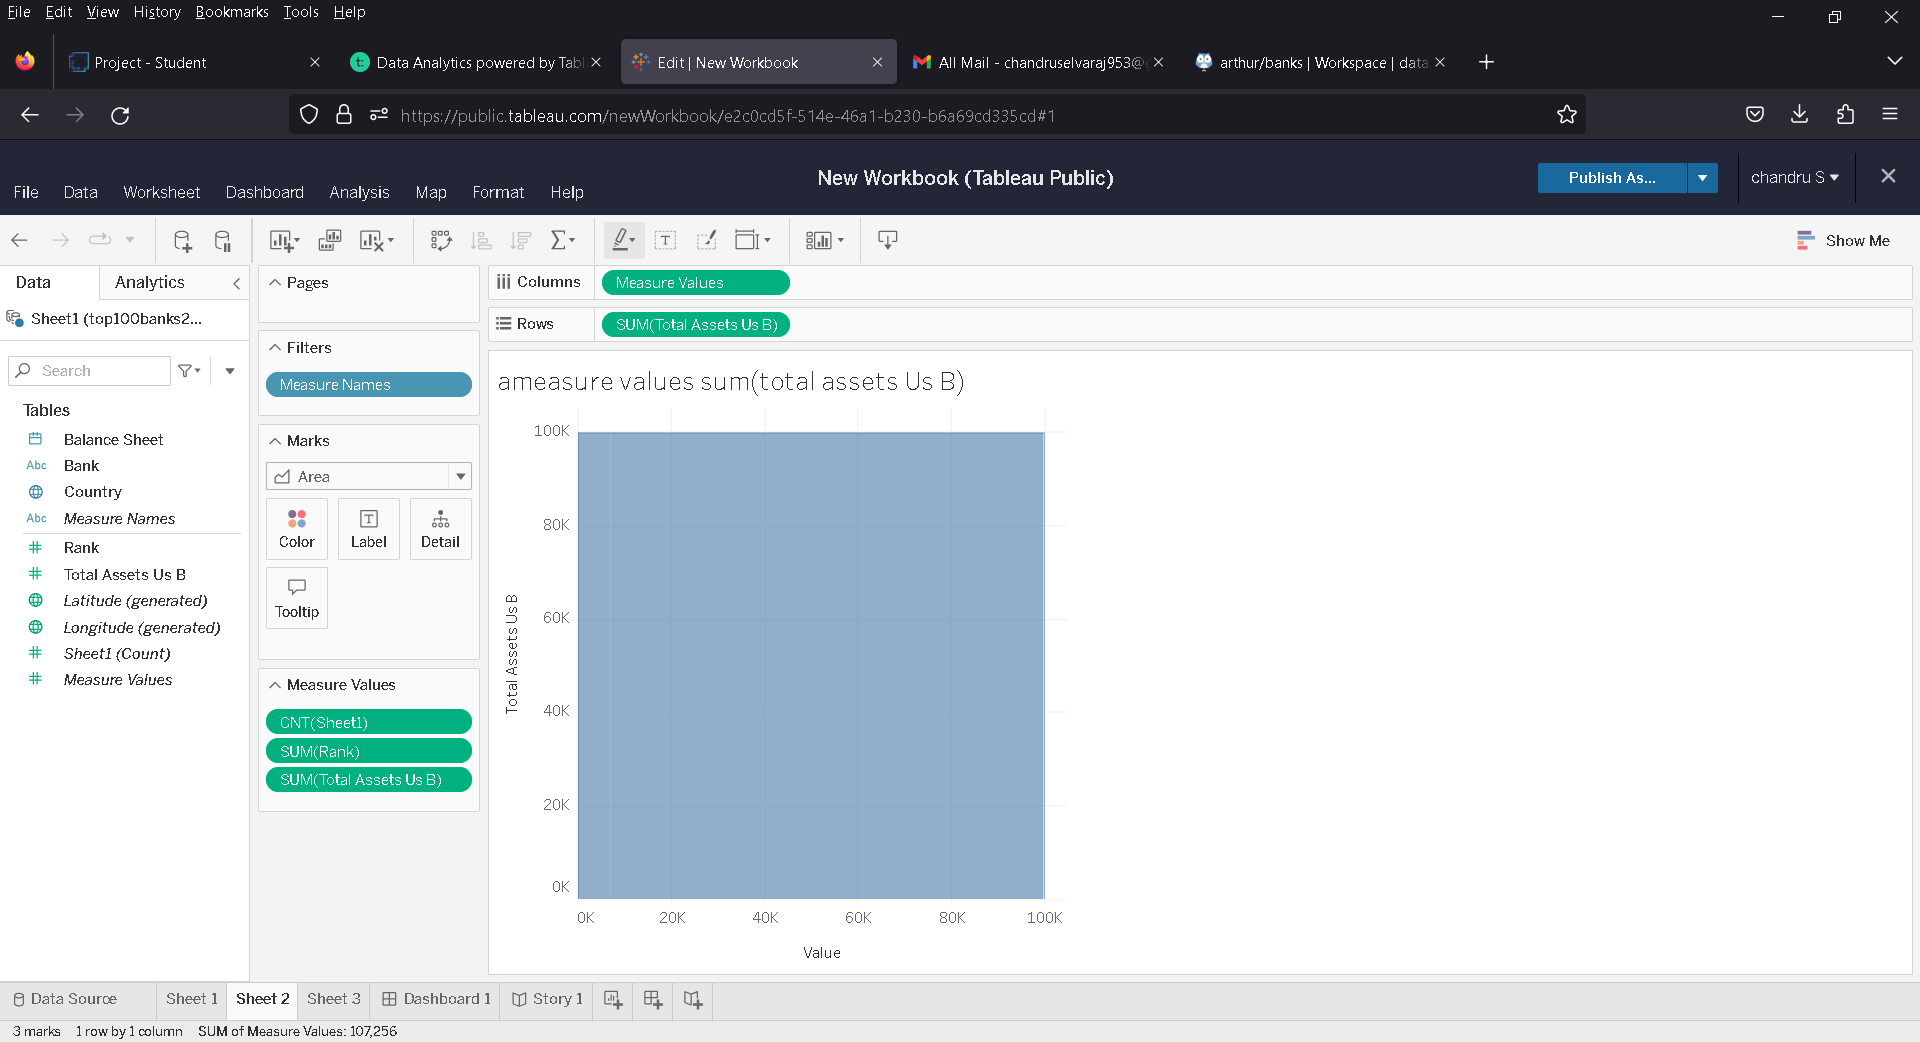 File Edit View History Bookmarks Tools Help
Project - Student
Data Analytics powered by Tabl
Edit | New Workbook
All Mail - chandruselvaraj953@g
arthur/banks | Workspace | data.
https://public.tableau.com/newWorkbook/e2c0cd5f-514e-46a1-b230-b6a69cd335cd#1
New Workbook (Tableau Public)
Publish As...
chandru S
File Data Worksheet Dashboard Analysis Map Format Help
Show Me
Data Analytics
Sheet1 (top100banks2...
Search
Tables
Balance Sheet
Abc Bank
Country
Abc Measure Names
Rank
Total Assets Us B
Latitude (generated)
Longitude (generated)
Sheet1 (Count)
Measure Values
Pages
Filters
Measure Names
Marks
Area
Color Label Detail
Tooltip
Measure Values
CNT(Sheet1)
SUM(Rank)
SUM(Total Assets Us B)
Columns Measure Values
Rows SUM(Total Assets Us B)
ameasure values sum(total assets Us B)
100K
80K
60K
40K
20K
0K
Total Assets Us B
0K 20K 40K 60K 80K 100K
Value
Data Source Sheet 1 Sheet 2 Sheet 3 Dashboard 1 Story 1
3 marks 1 row by 1 column SUM of Measure Values: 107,256